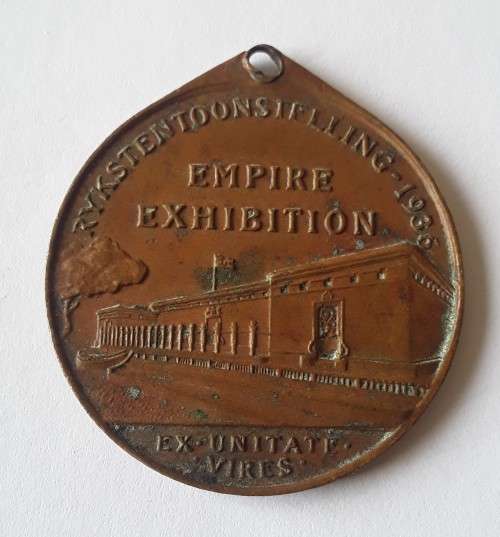 RYKSTENTOONSTELLING-1936
EMPIRE
EXHIBITION
EX·UNITATE·
·VIRES·